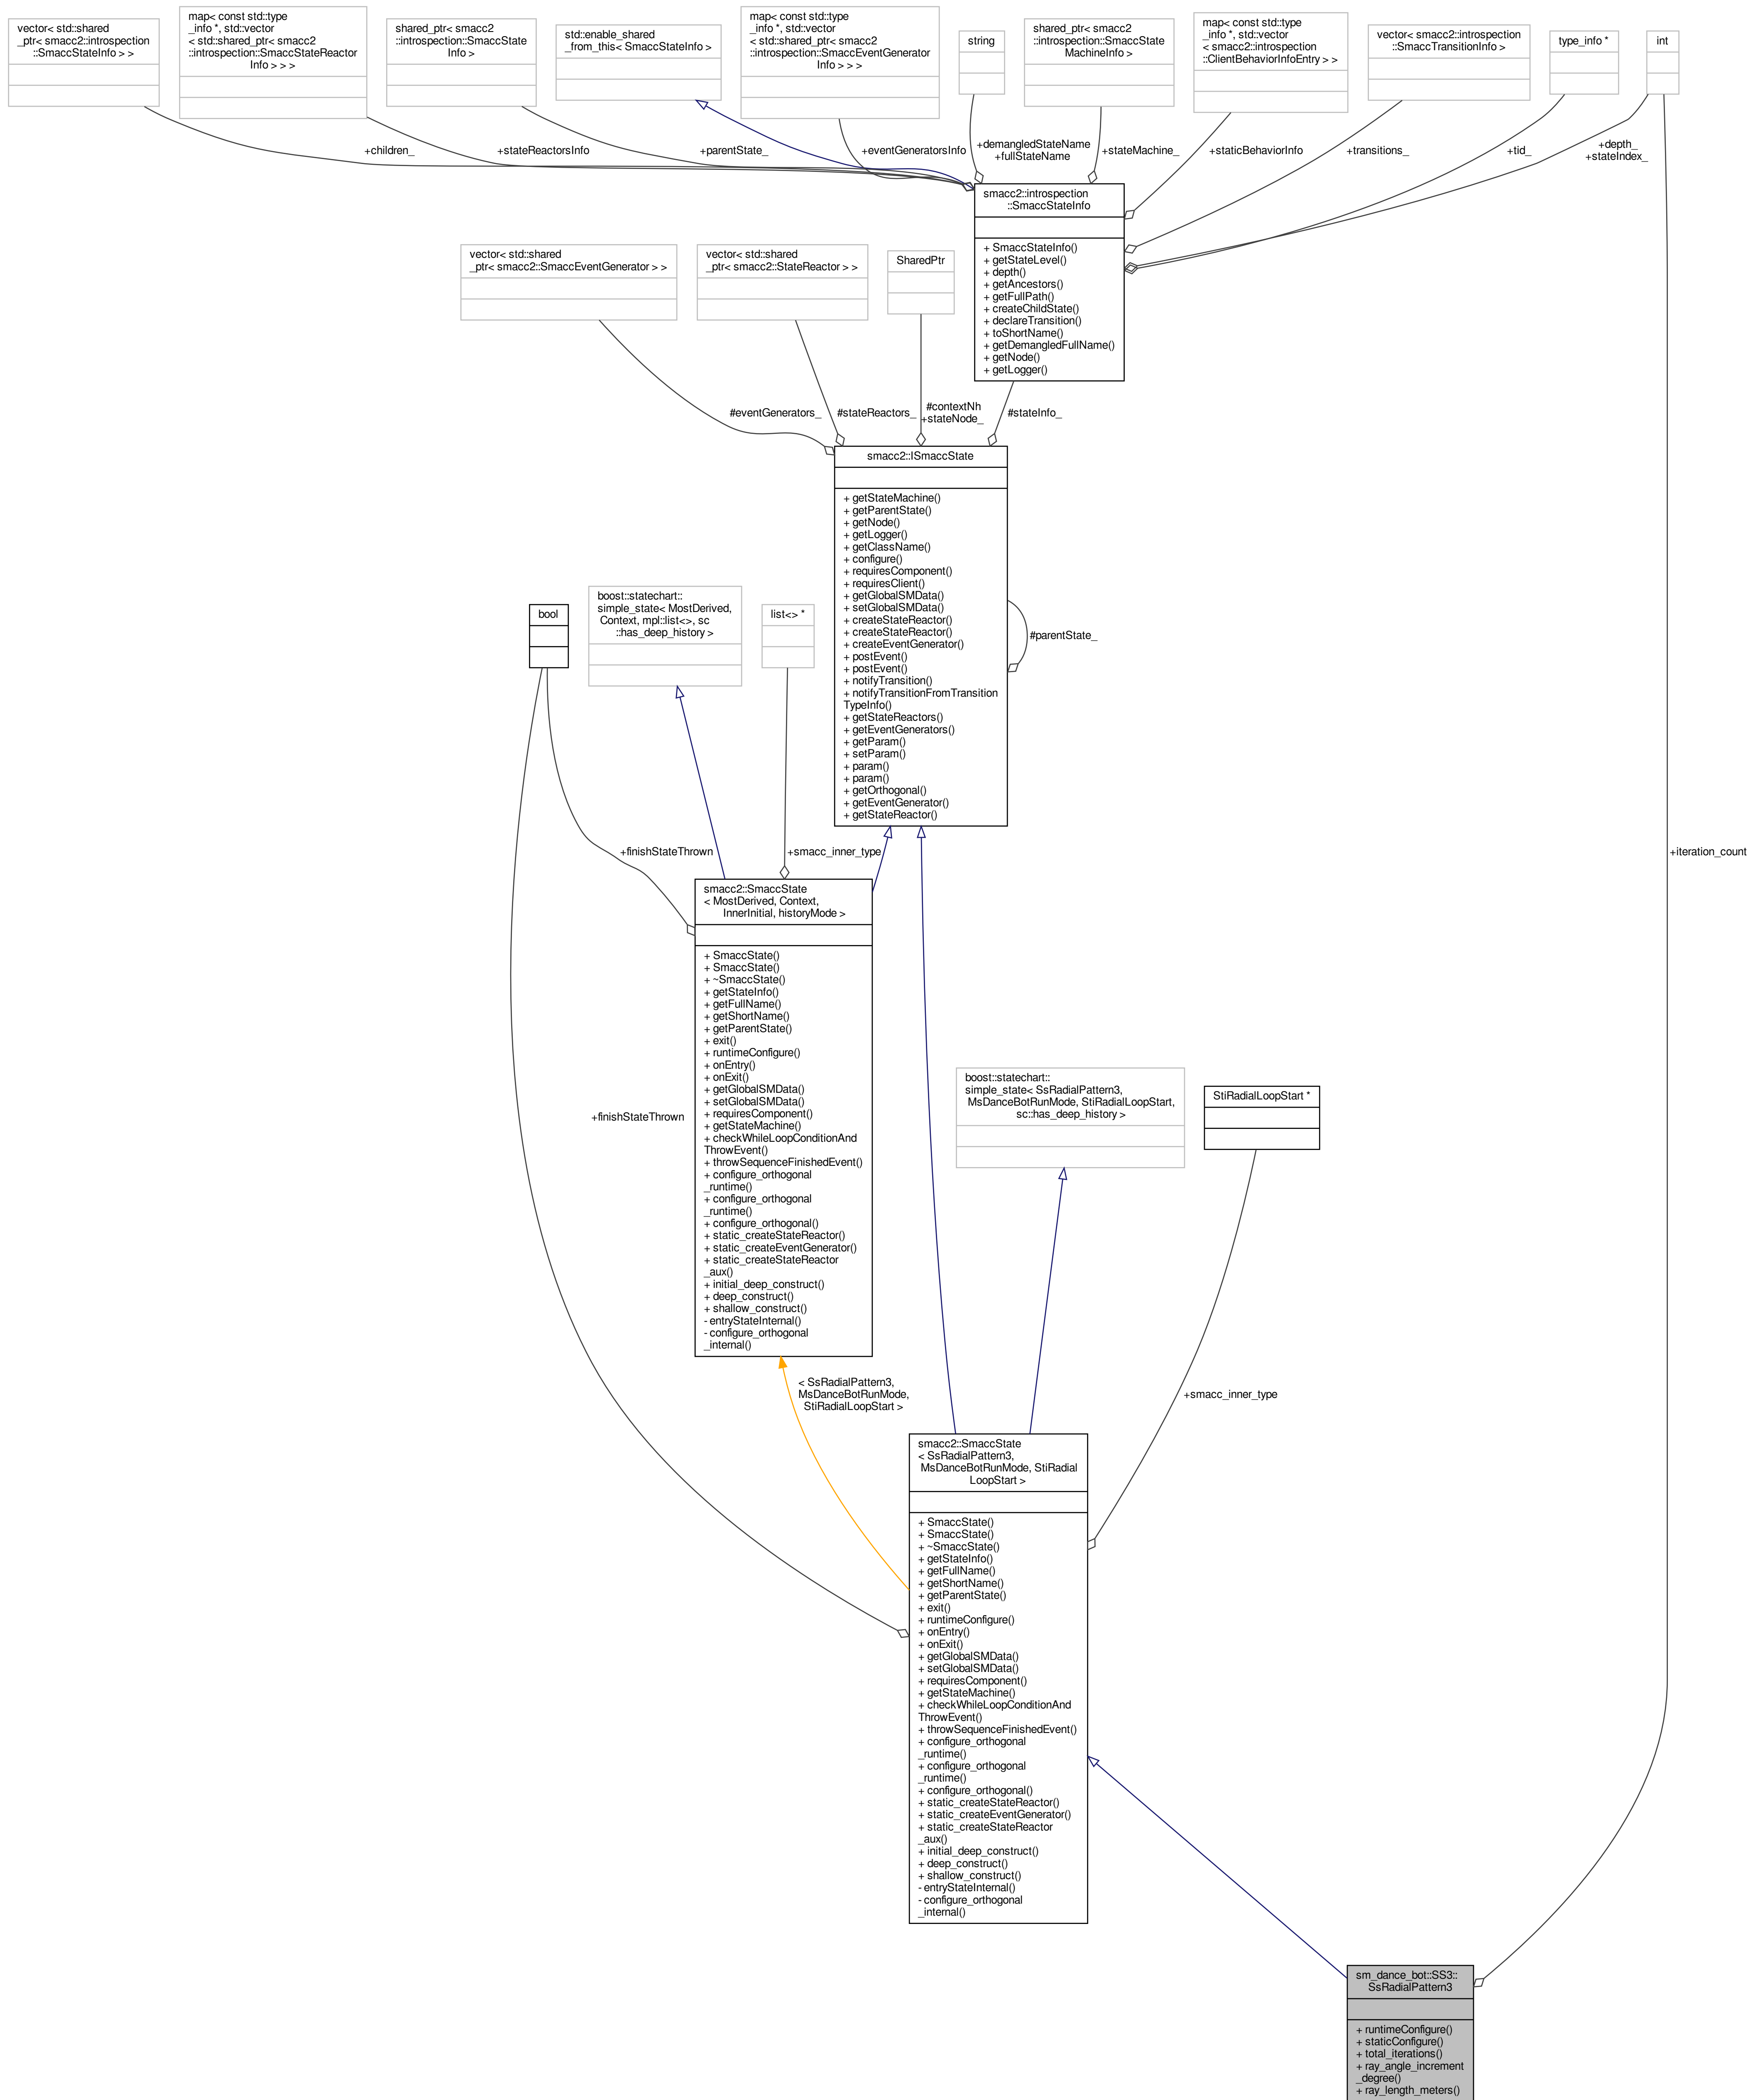 vector< std::shared
_ptr< smacc2::introspection
::SmaccStateInfo > >
map< const std::type
_info *, std::vector
< std::shared_ptr< smacc2
::introspection::SmaccStateReactor
Info > > >
shared_ptr< smacc2
::introspection::SmaccState
Info >
std::enable_shared
_from_this< SmaccStateInfo >
map< const std::type
_info *, std::vector
< std::shared_ptr< smacc2
::introspection::SmaccEventGenerator
Info > > >
string
shared_ptr< smacc2
::introspection::SmaccState
MachineInfo >
map< const std::type
_info *, std::vector
< smacc2::introspection
::ClientBehaviorInfoEntry > >
vector< smacc2::introspection
::SmaccTransitionInfo >
type_info *
int
+children_
+stateReactorsInfo
+parentState_
+eventGeneratorsInfo
+demangledStateName
+fullStateName
+stateMachine_
+staticBehaviorInfo
+transitions_
+tid_
+depth_
+stateIndex_
smacc2::introspection
::SmaccStateInfo
+ SmaccStateInfo()
+ getStateLevel()
+ depth()
+ getAncestors()
+ getFullPath()
+ createChildState()
+ declareTransition()
+ toShortName()
+ getDemangledFullName()
+ getNode()
+ getLogger()
vector< std::shared
_ptr< smacc2::SmaccEventGenerator > >
vector< std::shared
_ptr< smacc2::StateReactor > >
SharedPtr
#eventGenerators_
#stateReactors_
#contextNh
+stateNode_
#stateInfo_
smacc2::ISmaccState
+ getStateMachine()
+ getParentState()
+ getNode()
+ getLogger()
+ getClassName()
+ configure()
+ requiresComponent()
+ requiresClient()
+ getGlobalSMData()
+ setGlobalSMData()
+ createStateReactor()
+ createStateReactor()
+ createEventGenerator()
+ postEvent()
+ postEvent()
+ notifyTransition()
+ notifyTransitionFromTransition
TypeInfo()
+ getStateReactors()
+ getEventGenerators()
+ getParam()
+ setParam()
+ param()
+ param()
+ getOrthogonal()
+ getEventGenerator()
+ getStateReactor()
#parentState_
bool
boost::statechart::
simple_state< MostDerived,
Context, mpl::list<>, sc
::has_deep_history >
list<> *
+finishStateThrown
+smacc_inner_type
+iteration_count
smacc2::SmaccState
< MostDerived, Context,
InnerInitial, historyMode >
+ SmaccState()
+ SmaccState()
+ ~SmaccState()
+ getStateInfo()
+ getFullName()
+ getShortName()
+ getParentState()
+ exit()
+ runtimeConfigure()
+ onEntry()
+ onExit()
+ getGlobalSMData()
+ setGlobalSMData()
+ requiresComponent()
+ getStateMachine()
+ checkWhileLoopConditionAnd
ThrowEvent()
+ throwSequenceFinishedEvent()
+ configure_orthogonal
_runtime()
+ configure_orthogonal
_runtime()
+ configure_orthogonal()
+ static_createStateReactor()
+ static_createEventGenerator()
+ static_createStateReactor
_aux()
+ initial_deep_construct()
+ deep_construct()
+ shallow_construct()
- entryStateInternal()
- configure_orthogonal
_internal()
+finishStateThrown
boost::statechart::
simple_state< SsRadialPattern3,
MsDanceBotRunMode, StiRadialLoopStart,
sc::has_deep_history >
StiRadialLoopStart *
< SsRadialPattern3,
MsDanceBotRunMode,
StiRadialLoopStart >
+smacc_inner_type
smacc2::SmaccState
< SsRadialPattern3,
MsDanceBotRunMode, StiRadial
LoopStart >
+ SmaccState()
+ SmaccState()
+ ~SmaccState()
+ getStateInfo()
+ getFullName()
+ getShortName()
+ getParentState()
+ exit()
+ runtimeConfigure()
+ onEntry()
+ onExit()
+ getGlobalSMData()
+ setGlobalSMData()
+ requiresComponent()
+ getStateMachine()
+ checkWhileLoopConditionAnd
ThrowEvent()
+ throwSequenceFinishedEvent()
+ configure_orthogonal
_runtime()
+ configure_orthogonal
_runtime()
+ configure_orthogonal()
+ static_createStateReactor()
+ static_createEventGenerator()
+ static_createStateReactor
_aux()
+ initial_deep_construct()
+ deep_construct()
+ shallow_construct()
- entryStateInternal()
- configure_orthogonal
_internal()
sm_dance_bot::SS3::
SsRadialPattern3
+ runtimeConfigure()
+ staticConfigure()
+ total_iterations()
+ ray_angle_increment
_degree()
+ ray_length_meters()